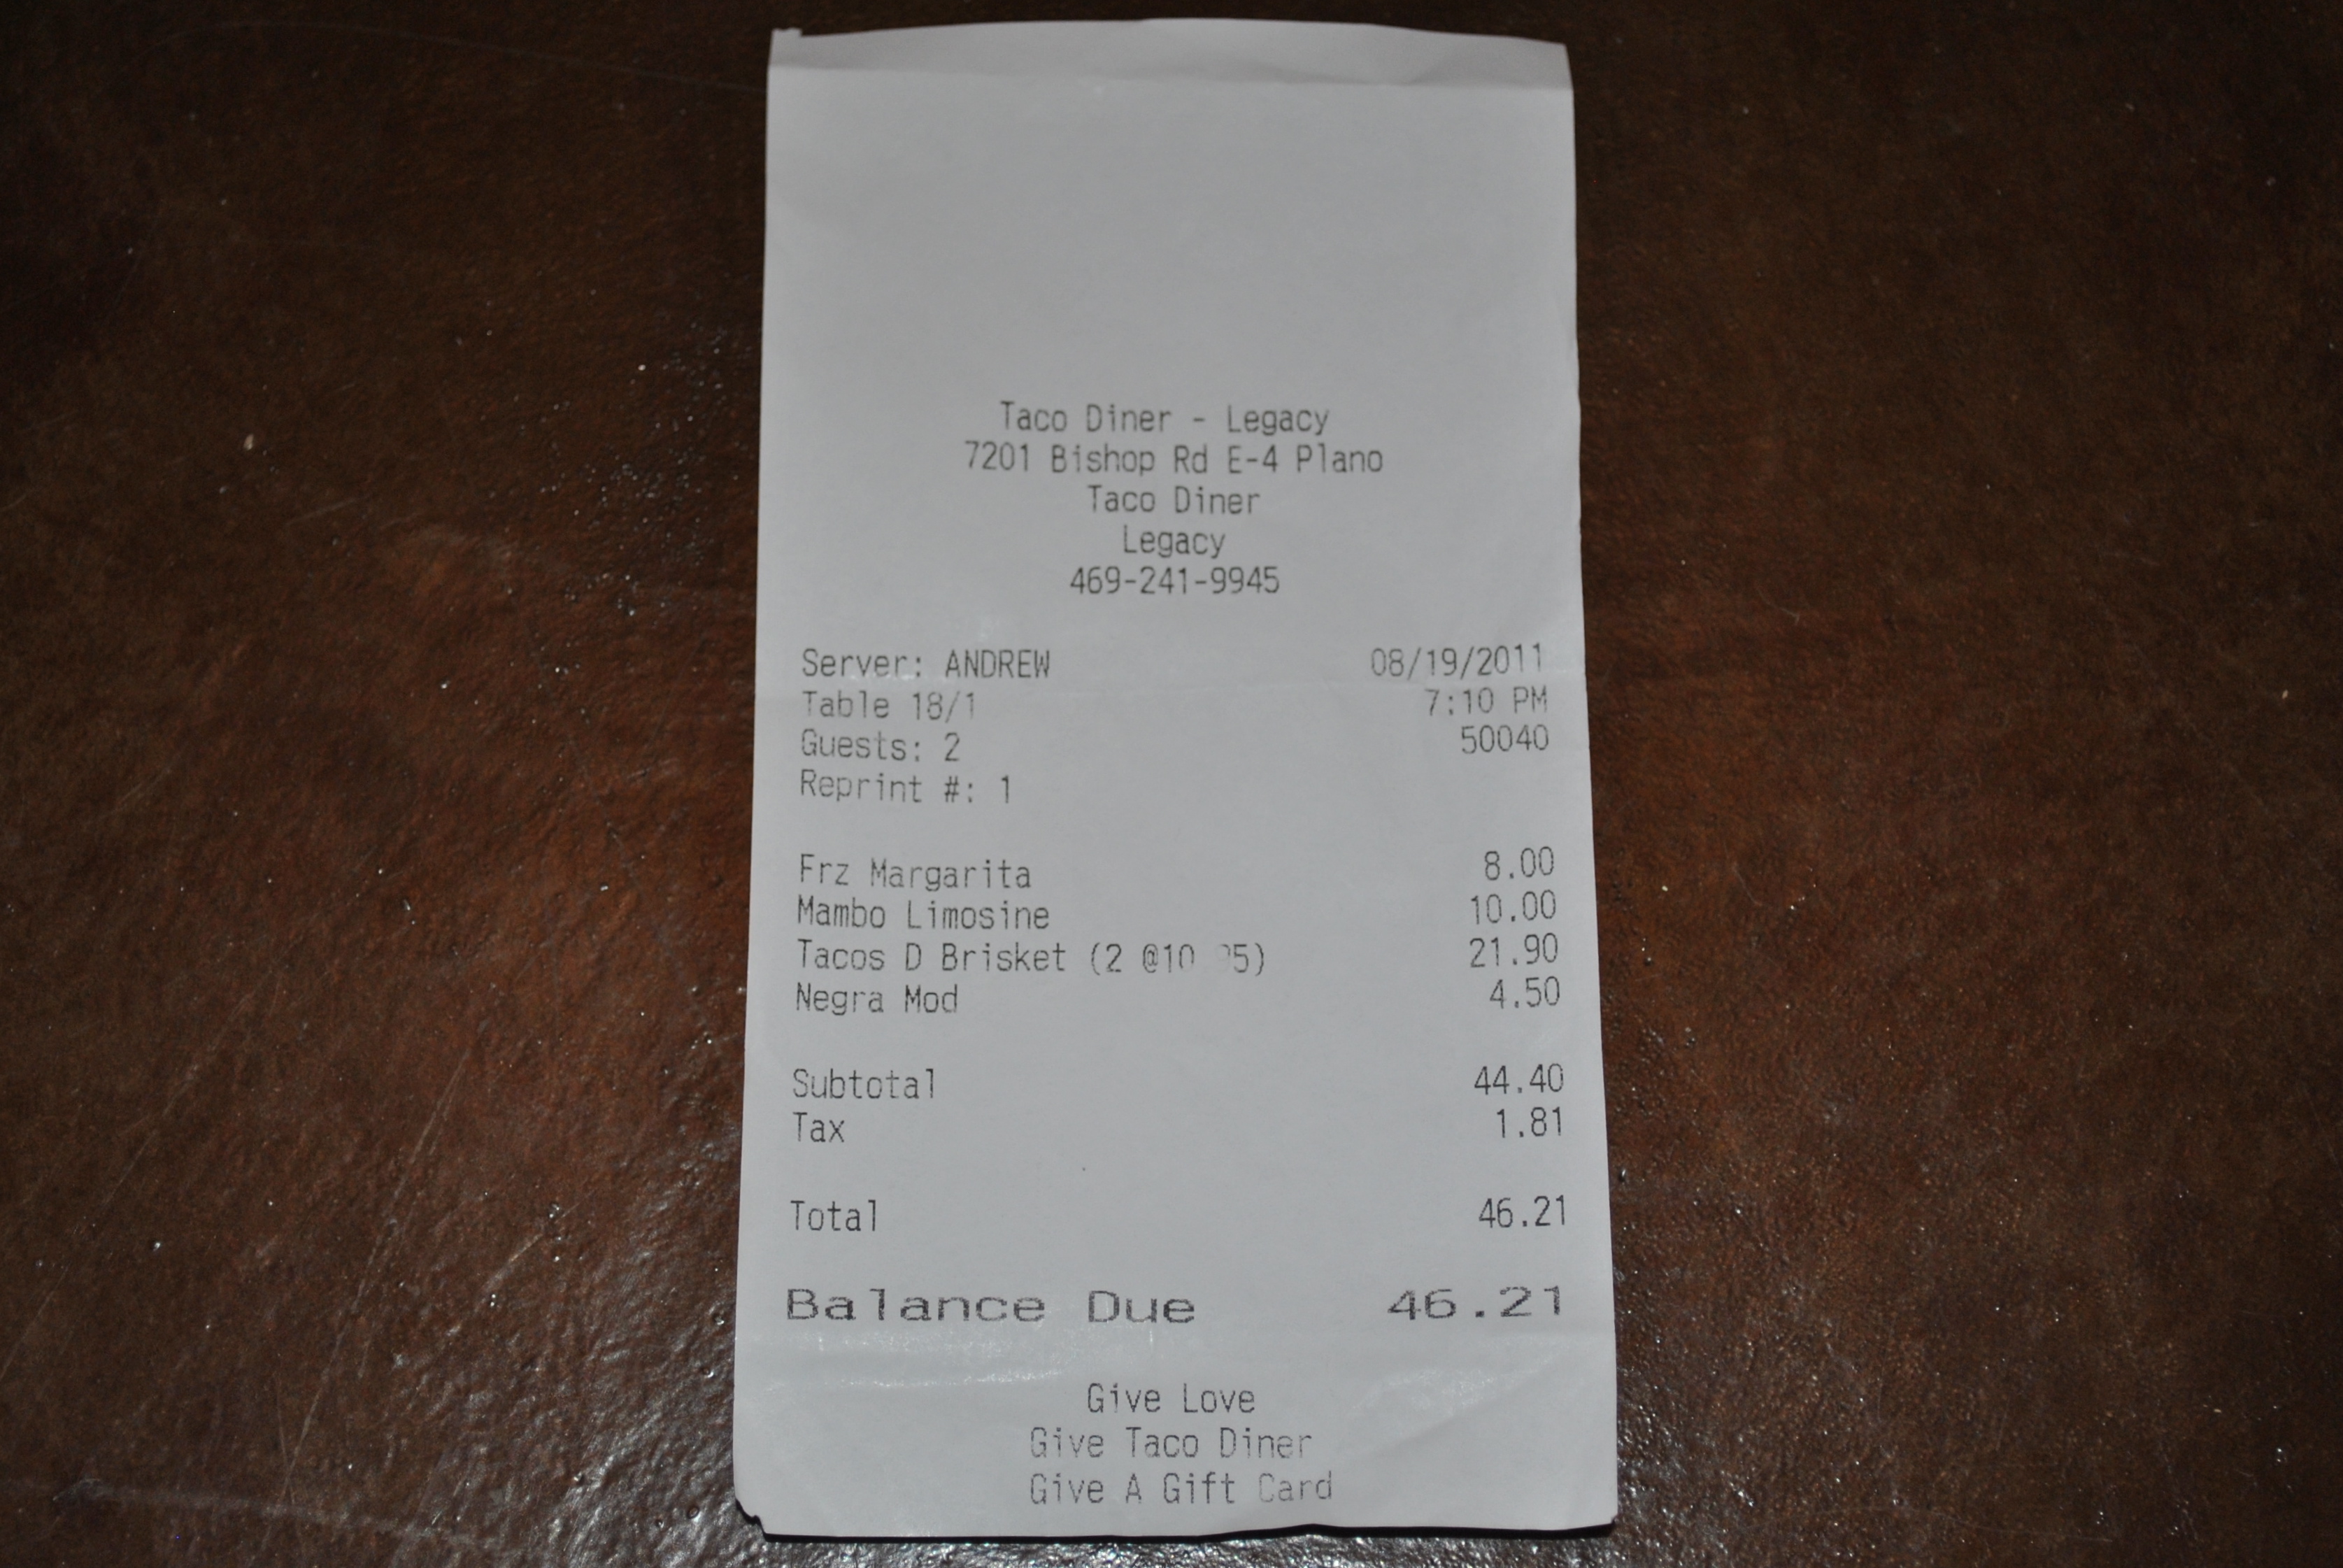 Taco Diner - Legacy
7201 Bishop Rd E-4 Plano
Taco Diner
Legacy
469-241-9945
Server: ANDREW 08/19/2011
Table 18/1 7:10 PM
Guests: 2 50040
Reprint #: 1
Frz Margarita 8.00
Mambo Limosine 10.00
Tacos D Brisket (2 @10.95) 21.90
Negra Mod 4.50
Subtotal 44.40
Tax 1.81
Total 46.21
Balance Due 46.21
Give Love
Give Taco Diner
Give A Gift Card